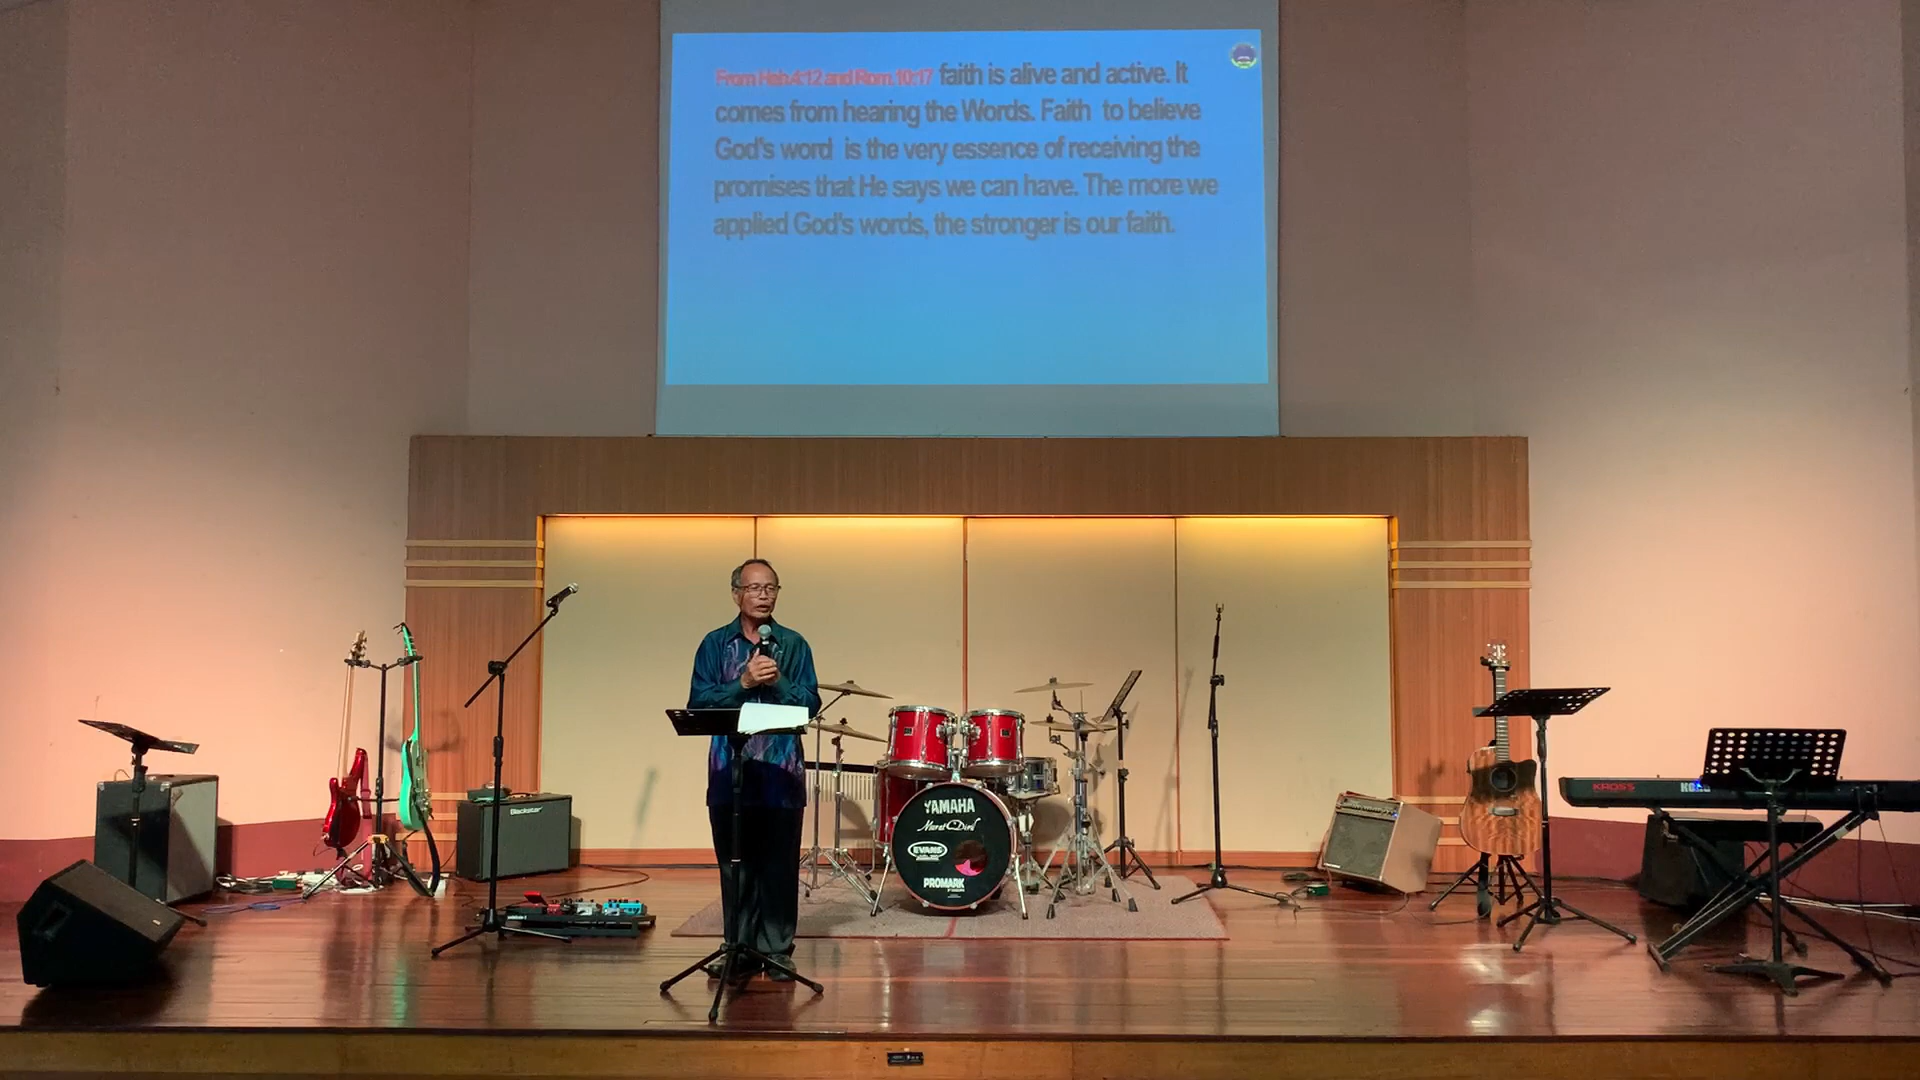 From Heb.4:12 and Rom.10:17 faith is alive and active. It
comes from hearing the Words. Faith to believe
God's word is the very essence of receiving the
promises that He says we can have. The more we
applied God's words, the stronger is our faith.
Blackstar
YAMAHA
EVANS
PROMARK
KROSS
KORG